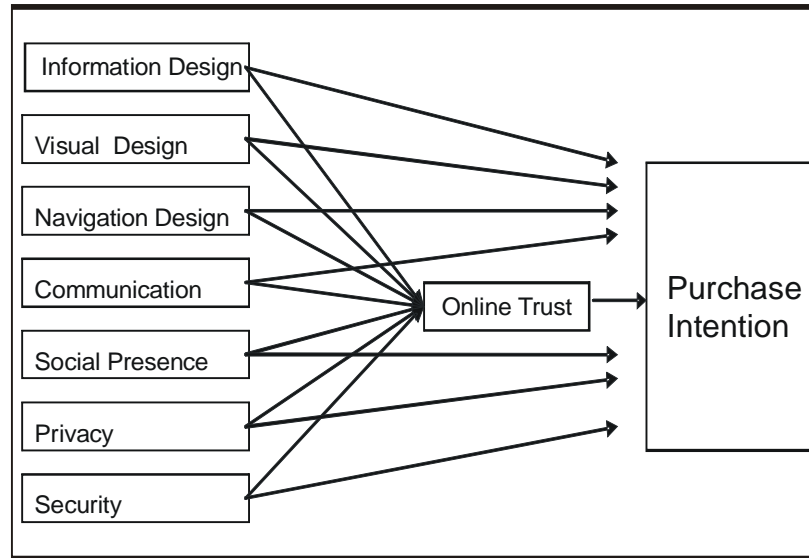 Information Design
Visual Design
Navigation Design
Communication
Social Presence
Privacy
Security
Online Trust
Purchase
Intention